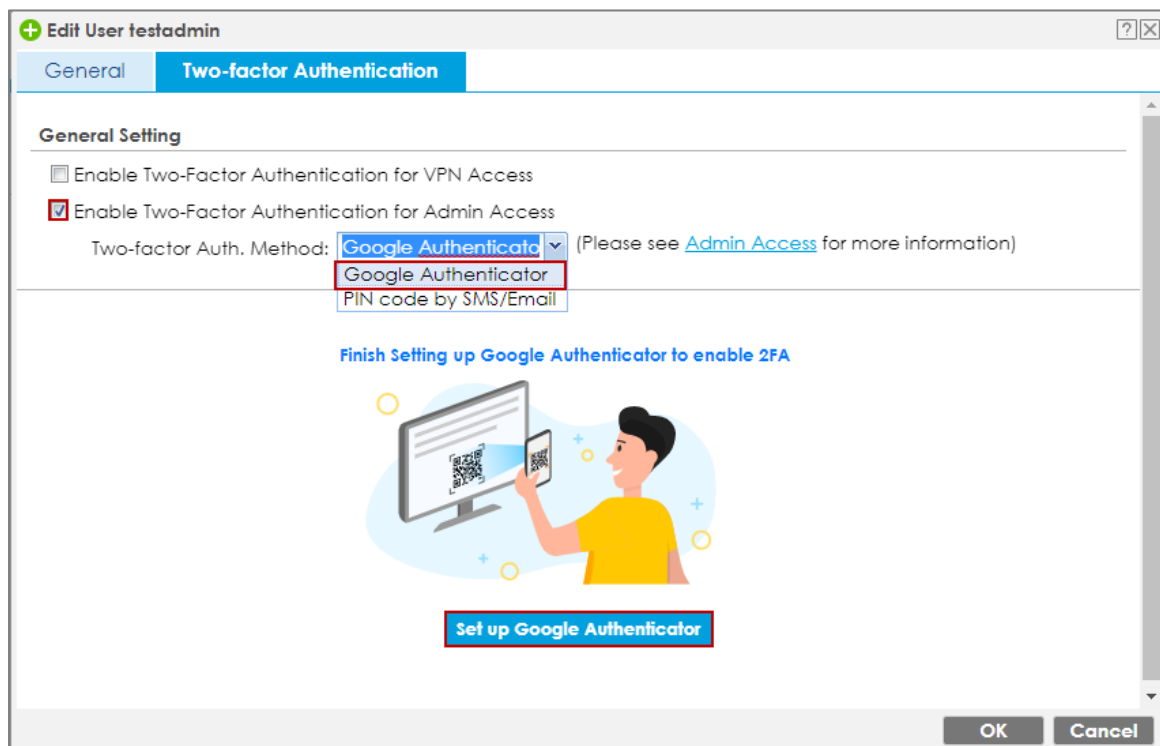 Edit User testadmin
General
Two-factor Authentication
General Setting
Enable Two-Factor Authentication for VPN Access
Enable Two-Factor Authentication for Admin Access
Two-factor Auth. Method: Google Authenticato (Please see Admin Access for more information)
Google Authenticator
PIN code by SMS/Email
Finish Setting up Google Authenticator to enable 2FA
Set up Google Authenticator
OK Cancel